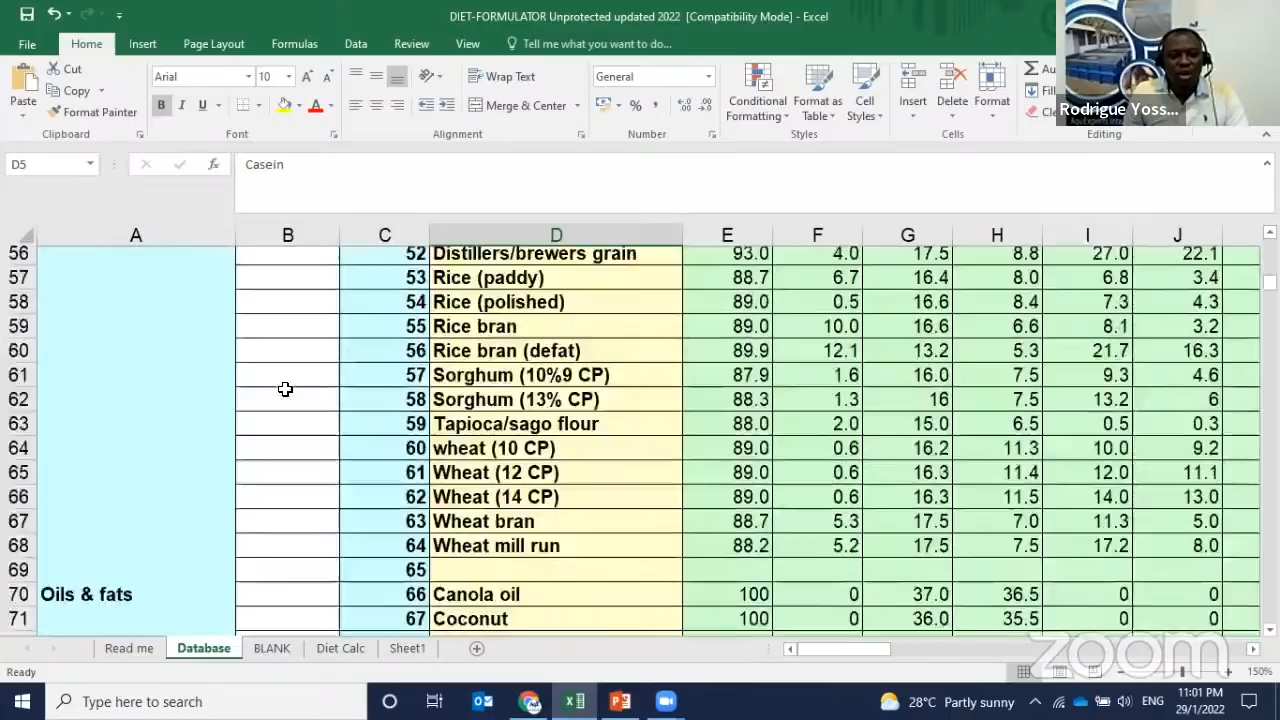 DIET-FORMULATOR Unprotected updated 2022 [Compatibility Mode] - Excel
File Home Insert Page Layout Formulas Data Review View Tell me what you want to do...
Rodrigue Yoss...
Paste
Cut
Copy
Format Painter
Arial 10
B I U
Wrap Text
Merge & Center
General
Conditional Formatting
Format as Table
Cell Styles
Insert
Delete
Format
Clipboard Font Alignment Number Styles Cells Editing
D5 fx Casein
A B C D E F G H I J
56 52 Distillers/brewers grain 93.0 4.0 17.5 8.8 27.0 22.1
57 53 Rice (paddy) 88.7 6.7 16.4 8.0 6.8 3.4
58 54 Rice (polished) 89.0 0.5 16.6 8.4 7.3 4.3
59 55 Rice bran 89.0 10.0 16.6 6.6 8.1 3.2
60 56 Rice bran (defat) 89.9 12.1 13.2 5.3 21.7 16.3
61 57 Sorghum (10%9 CP) 87.9 1.6 16.0 7.5 9.3 4.6
62 58 Sorghum (13% CP) 88.3 1.3 16 7.5 13.2 6
63 59 Tapioca/sago flour 88.0 2.0 15.0 6.5 0.5 0.3
64 60 wheat (10 CP) 89.0 0.6 16.2 11.3 10.0 9.2
65 61 Wheat (12 CP) 89.0 0.6 16.3 11.4 12.0 11.1
66 62 Wheat (14 CP) 89.0 0.6 16.3 11.5 14.0 13.0
67 63 Wheat bran 88.7 5.3 17.5 7.0 11.3 5.0
68 64 Wheat mill run 88.2 5.2 17.5 7.5 17.2 8.0
69 65
70 Oils & fats 66 Canola oil 100 0 37.0 36.5 0 0
71 67 Coconut 100 0 36.0 35.5 0 0
Read me Database BLANK Diet Calc Sheet1
zoom
Ready 150%
Type here to search
28°C Partly sunny
ENG
11:01 PM
29/1/2022